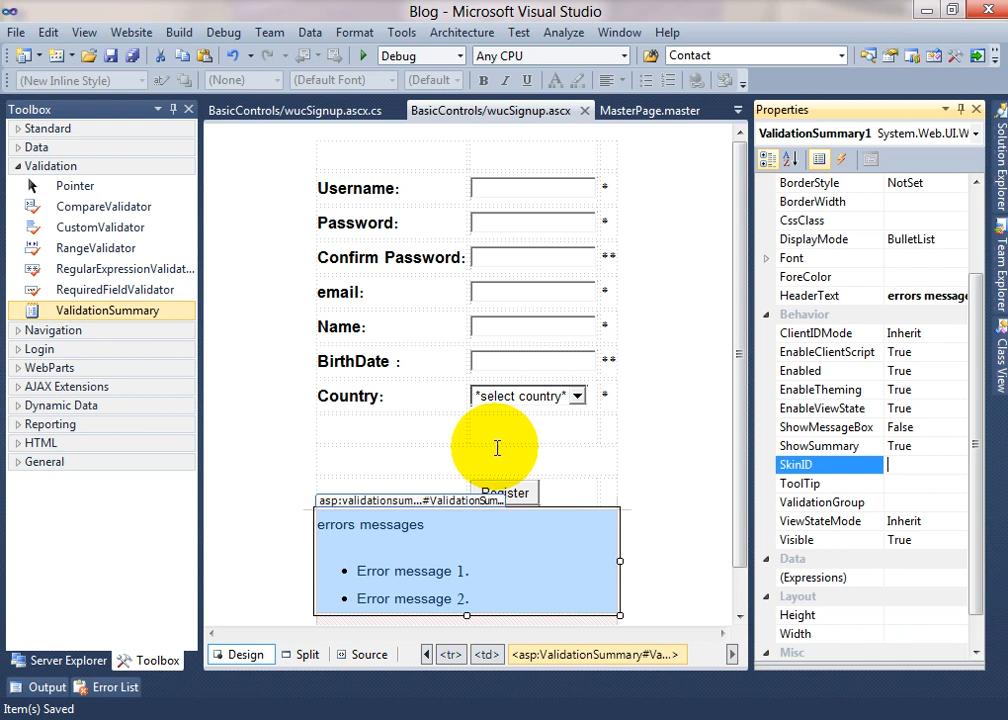 Blog - Microsoft Visual Studio
File Edit View Website Build Debug Team Data Format Tools Architecture Test Analyze Window Help
Debug Any CPU Contact
(New Inline Style) (None) (Default Font) (Default B I U A
Toolbox
Standard
Data
Validation
Pointer
CompareValidator
CustomValidator
RangeValidator
RegularExpressionValidat...
RequiredFieldValidator
ValidationSummary
Navigation
Login
WebParts
AJAX Extensions
Dynamic Data
Reporting
HTML
General
Server Explorer Toolbox
BasicControls/wucSignup.ascx.cs BasicControls/wucSignup.ascx MasterPage.master
Username: *
Password: *
Confirm Password: **
email: *
Name: *
BirthDate : **
Country: *select country* *
Register
asp:validationsum...#ValidationSum...
errors messages
• Error message 1.
• Error message 2.
Design Split Source <tr> <td> <asp:ValidationSummary#Va...>
Properties
ValidationSummary1 System.Web.UI.W
BorderStyle NotSet
BorderWidth
CssClass
DisplayMode BulletList
Font
ForeColor
HeaderText errors message
Behavior
ClientIDMode Inherit
EnableClientScript True
Enabled True
EnableTheming True
EnableViewState True
ShowMessageBox False
ShowSummary True
SkinID
ToolTip
ValidationGroup
ViewStateMode Inherit
Visible True
Data
(Expressions)
Layout
Height
Width
Misc
Solution Explorer
Team Explorer
Class View
Output Error List
Item(s) Saved